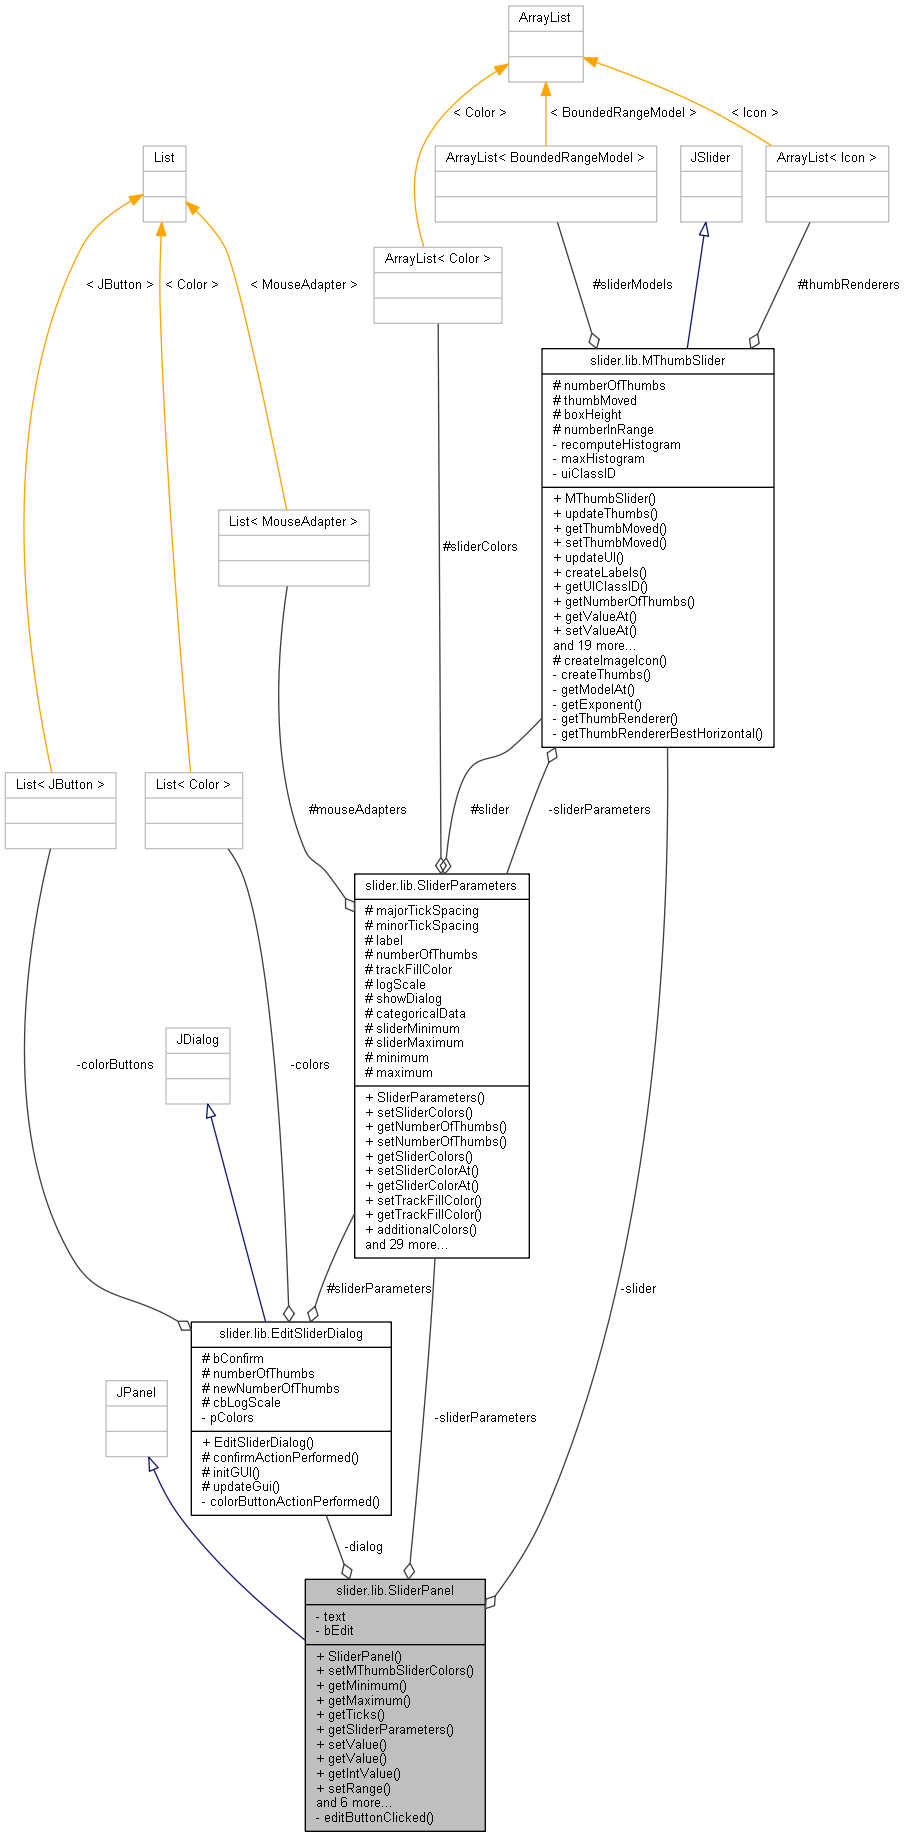 ArrayList
< Color >
< BoundedRangeModel >
< Icon >
List
ArrayList< BoundedRangeModel >
JSlider
ArrayList< Icon >
ArrayList< Color >
< JButton >
< Color >
< MouseAdapter >
#sliderModels
#thumbRenderers
slider.lib.MThumbSlider
# numberOfThumbs
# thumbMoved
# boxHeight
# numberInRange
- recomputeHistogram
- maxHistogram
- uiClassID
+ MThumbSlider()
+ updateThumbs()
+ getThumbMoved()
+ setThumbMoved()
+ updateUI()
+ createLabels()
+ getUIClassID()
+ getNumberOfThumbs()
+ getValueAt()
+ setValueAt()
and 19 more...
# createImageIcon()
- createThumbs()
- getModelAt()
- getExponent()
- getThumbRenderer()
- getThumbRendererBestHorizontal()
List< MouseAdapter >
#sliderColors
List< JButton >
List< Color >
#mouseAdapters
#slider
-sliderParameters
slider.lib.SliderParameters
# majorTickSpacing
# minorTickSpacing
# label
# numberOfThumbs
# trackFillColor
# logScale
# showDialog
# categoricalData
# sliderMinimum
# sliderMaximum
# minimum
# maximum
+ SliderParameters()
+ setSliderColors()
+ getNumberOfThumbs()
+ setNumberOfThumbs()
+ getSliderColors()
+ setSliderColorAt()
+ getSliderColorAt()
+ setTrackFillColor()
+ getTrackFillColor()
+ additionalColors()
and 29 more...
JDialog
-colorButtons
-colors
#sliderParameters
-slider
slider.lib.EditSliderDialog
# bConfirm
# numberOfThumbs
# newNumberOfThumbs
# cbLogScale
- pColors
+ EditSliderDialog()
# confirmActionPerformed()
# initGUI()
# updateGui()
- colorButtonActionPerformed()
JPanel
-sliderParameters
-dialog
slider.lib.SliderPanel
- text
- bEdit
+ SliderPanel()
+ setMThumbSliderColors()
+ getMinimum()
+ getMaximum()
+ getTicks()
+ getSliderParameters()
+ setValue()
+ getValue()
+ getIntValue()
+ setRange()
and 6 more...
- editButtonClicked()